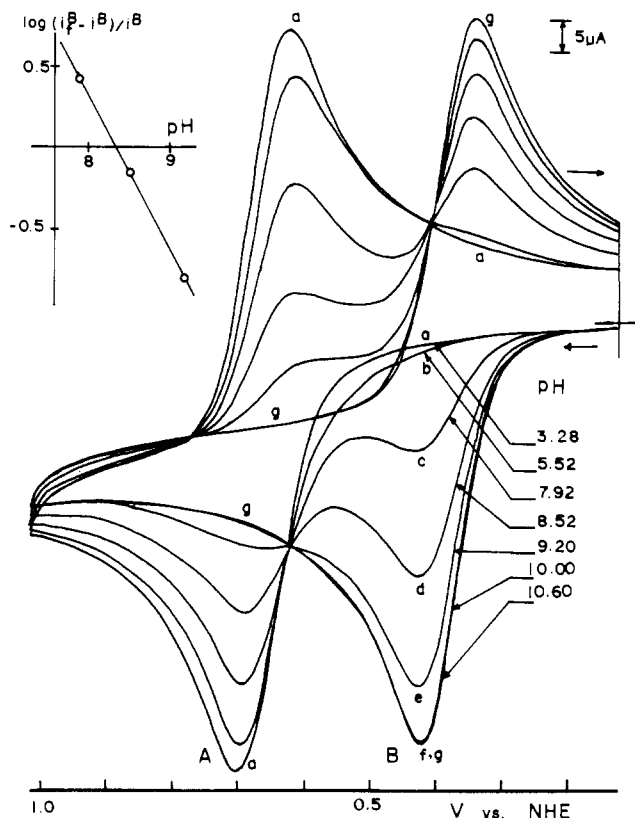 log (i_f^B - i^B)/i^B
a
g
5μA
0.5
pH
8
9
-0.5
a
a
b
g
pH
3.28
5.52
c
7.92
g
8.52
d
9.20
10.00
10.60
e
A
a
B
f,g
1.0
0.5
V vs. NHE